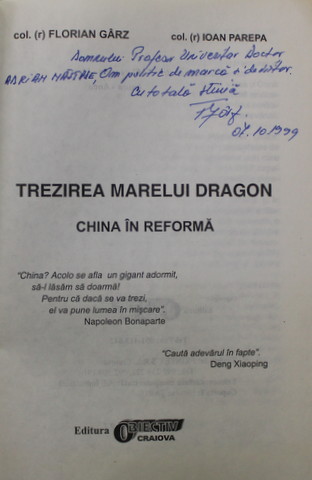 col. (r) FLORIAN GÂRZ
col. (r) IOAN PAREPA
Domnului Profesor Universitar Doctor
ADRIAN NĂSTASE, Om politic de marcă și
Cu totală stimă
07.10.1999
TREZIREA MARELUI DRAGON
CHINA ÎN REFORMĂ
"China? Acolo se afla un gigant adormit,
să-l lăsăm să doarmă!
Pentru că dacă se va trezi,
el va pune lumea în mișcare".
Napoleon Bonaparte
"Caută adevărul în fapte".
Deng Xiaoping
Editura
OBIECTIV
CRAIOVA